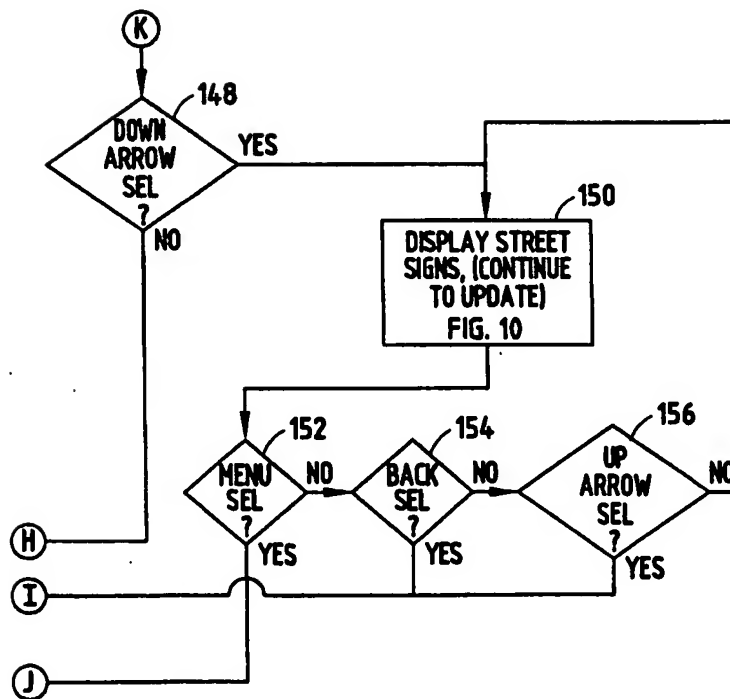 K
148
DOWN
ARROW
SEL
?
YES
NO
150
DISPLAY STREET
SIGNS, (CONTINUE
TO UPDATE)
FIG. 10
152
MENU
SEL
?
NO
YES
154
BACK
SEL
?
NO
YES
156
UP
ARROW
SEL
?
NO
YES
H
I
J